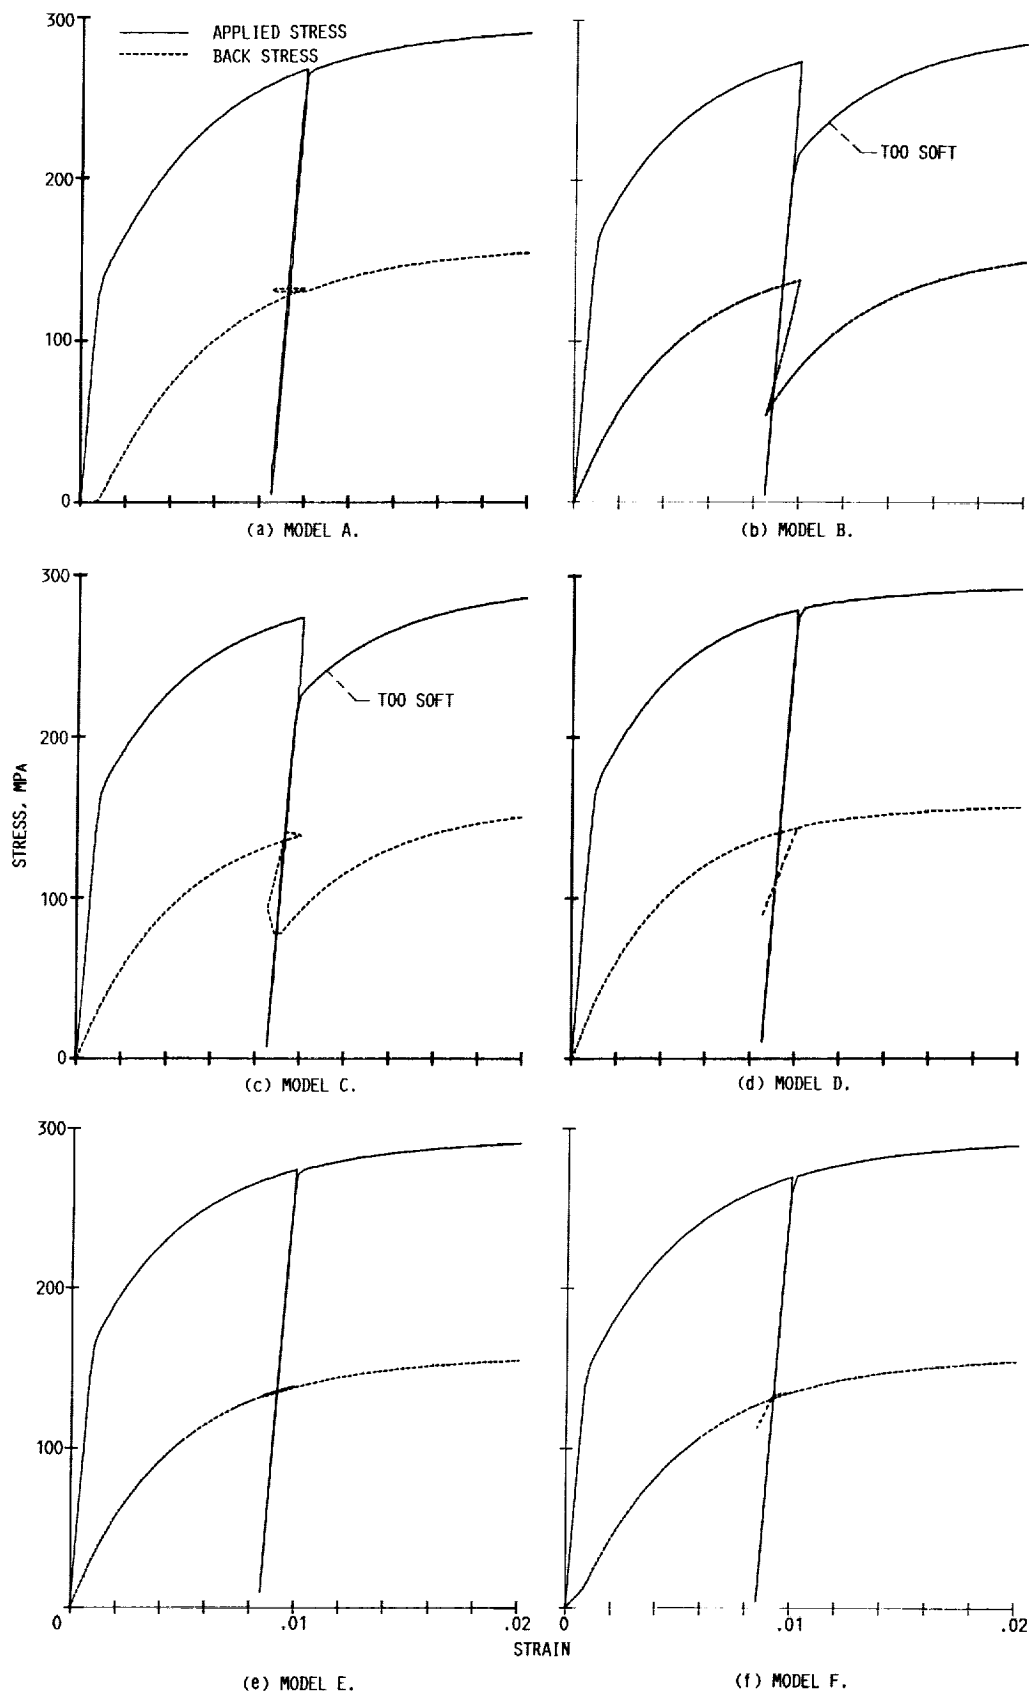 300
APPLIED STRESS
BACK STRESS
TOO SOFT
200
100
0
(a) MODEL A.
(b) MODEL B.
300
TOO SOFT
200
STRESS, MPA
100
0
(c) MODEL C.
(d) MODEL D.
300
200
100
0 .01 .02 0 .01 .02
STRAIN
(e) MODEL E.
(f) MODEL F.